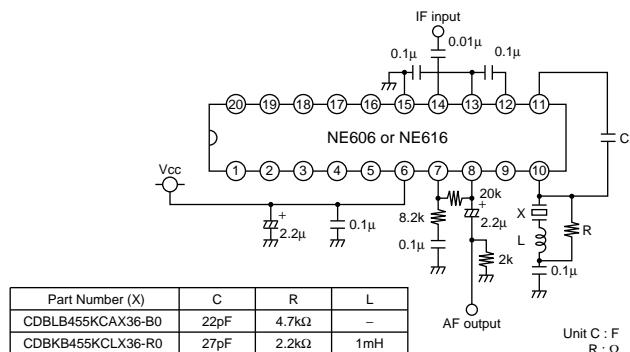 IF input
0.01μ
0.1μ
0.1μ
20 19 18 17 16 15 14 13 12 11
NE606 or NE616
C
1 2 3 4 5 6 7 8 9 10
Vcc
20k
+
2.2μ
0.1μ
8.2k
+
2.2μ
X
L
R
0.1μ
2k
0.1μ
AF output
Part Number (X) C R L
CDBLB455KCAX36-B0 22pF 4.7kΩ –
CDBKB455KCLX36-R0 27pF 2.2kΩ 1mH
Unit C : F
R : Ω